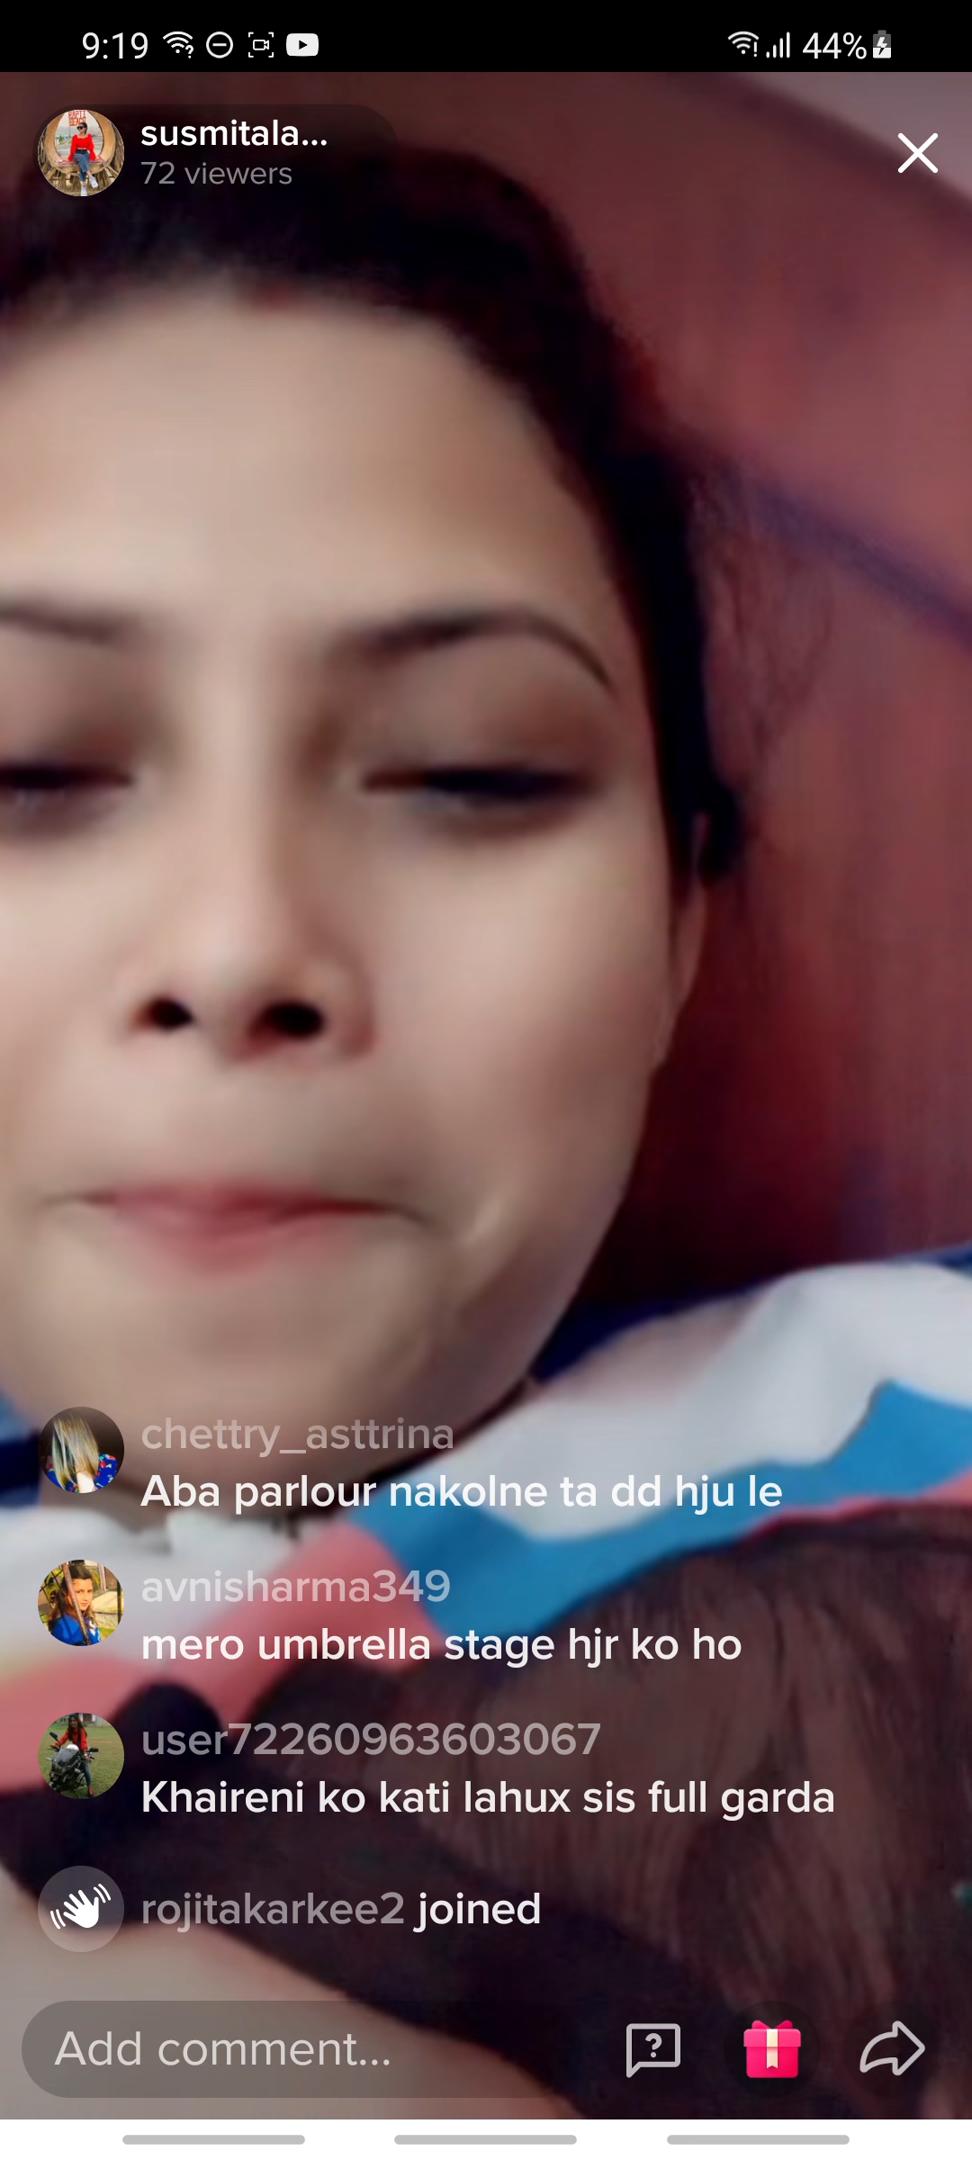 9:19
44%
susmitala...
72 viewers
chettry_asttrina
Aba parlour nakolne ta dd hju le
avnisharma349
mero umbrella stage hjr ko ho
user72260963603067
Khaireni ko kati lahux sis full garda
rojitakarkee2 joined
Add comment...